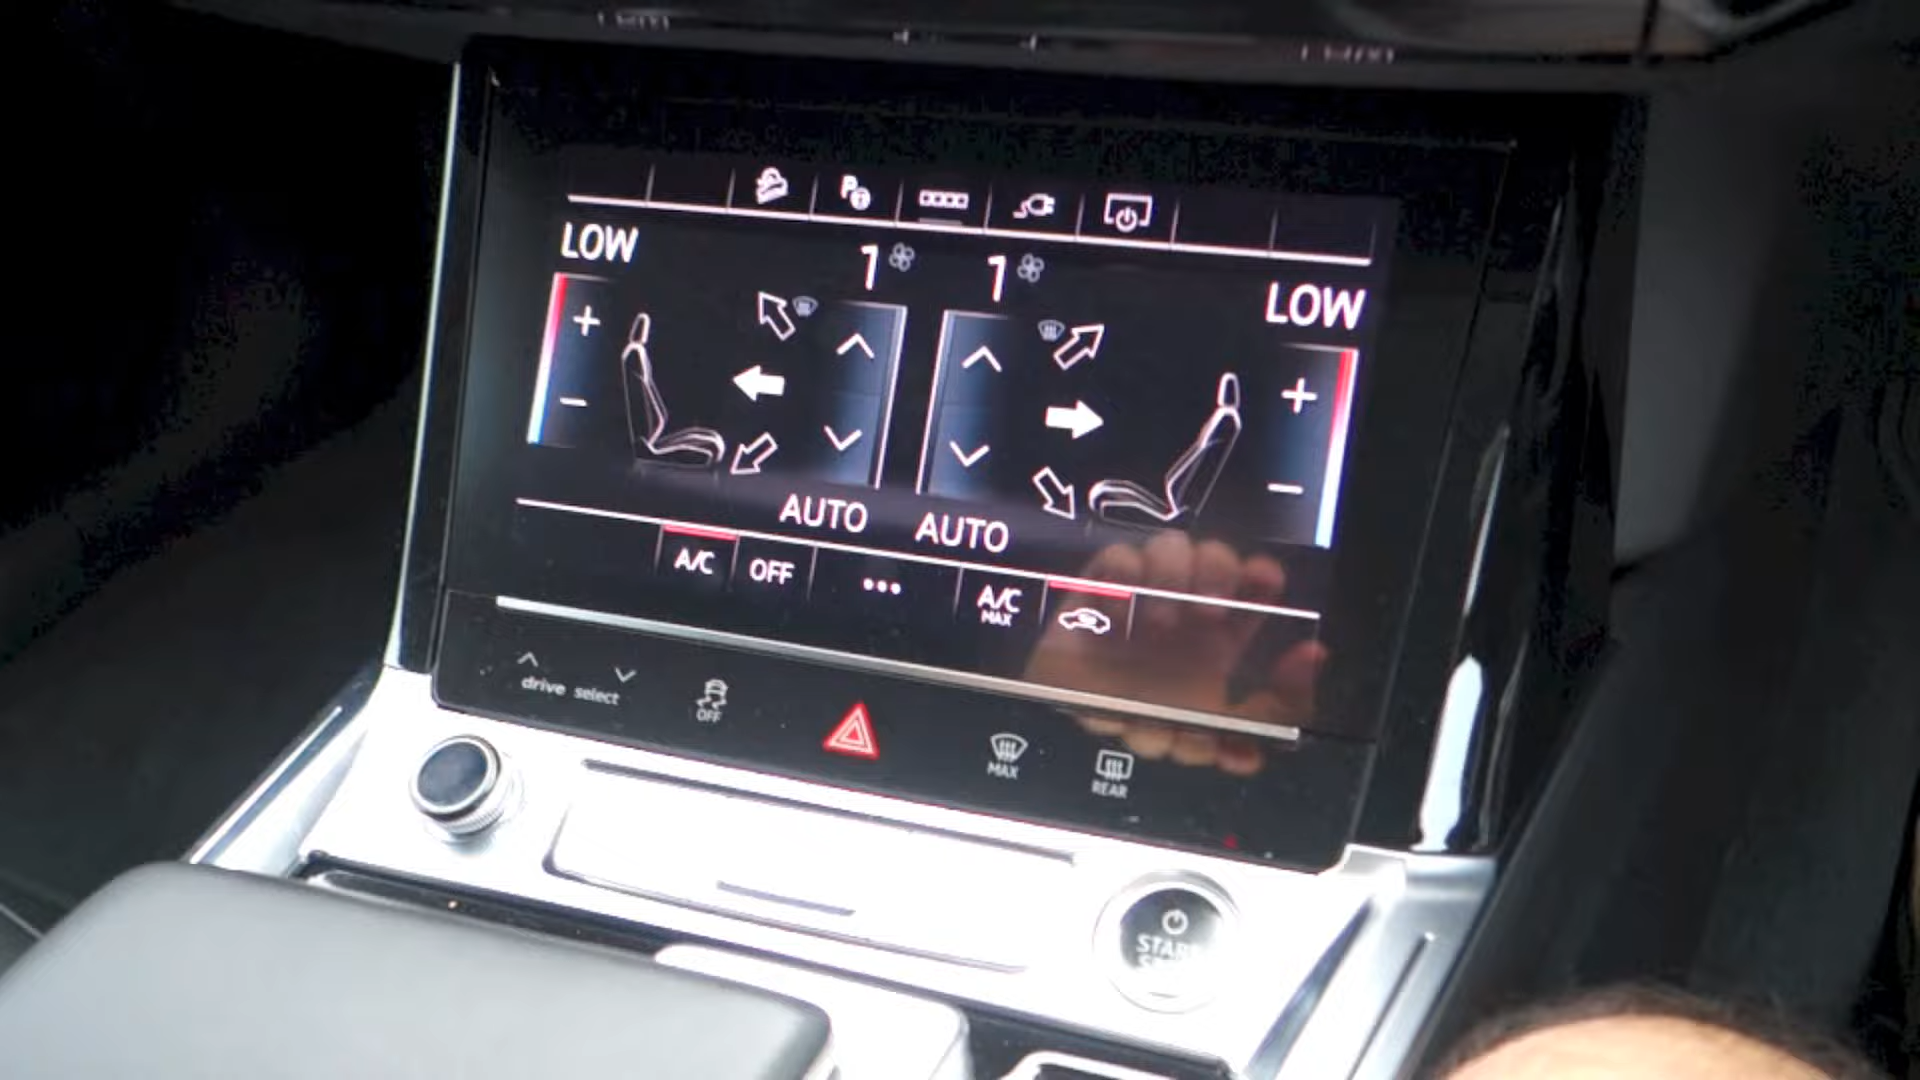 P
LOW
1
1
LOW
AUTO
AUTO
A/C
OFF
A/C
MAX
drive select
OFF
MAX
REAR
START